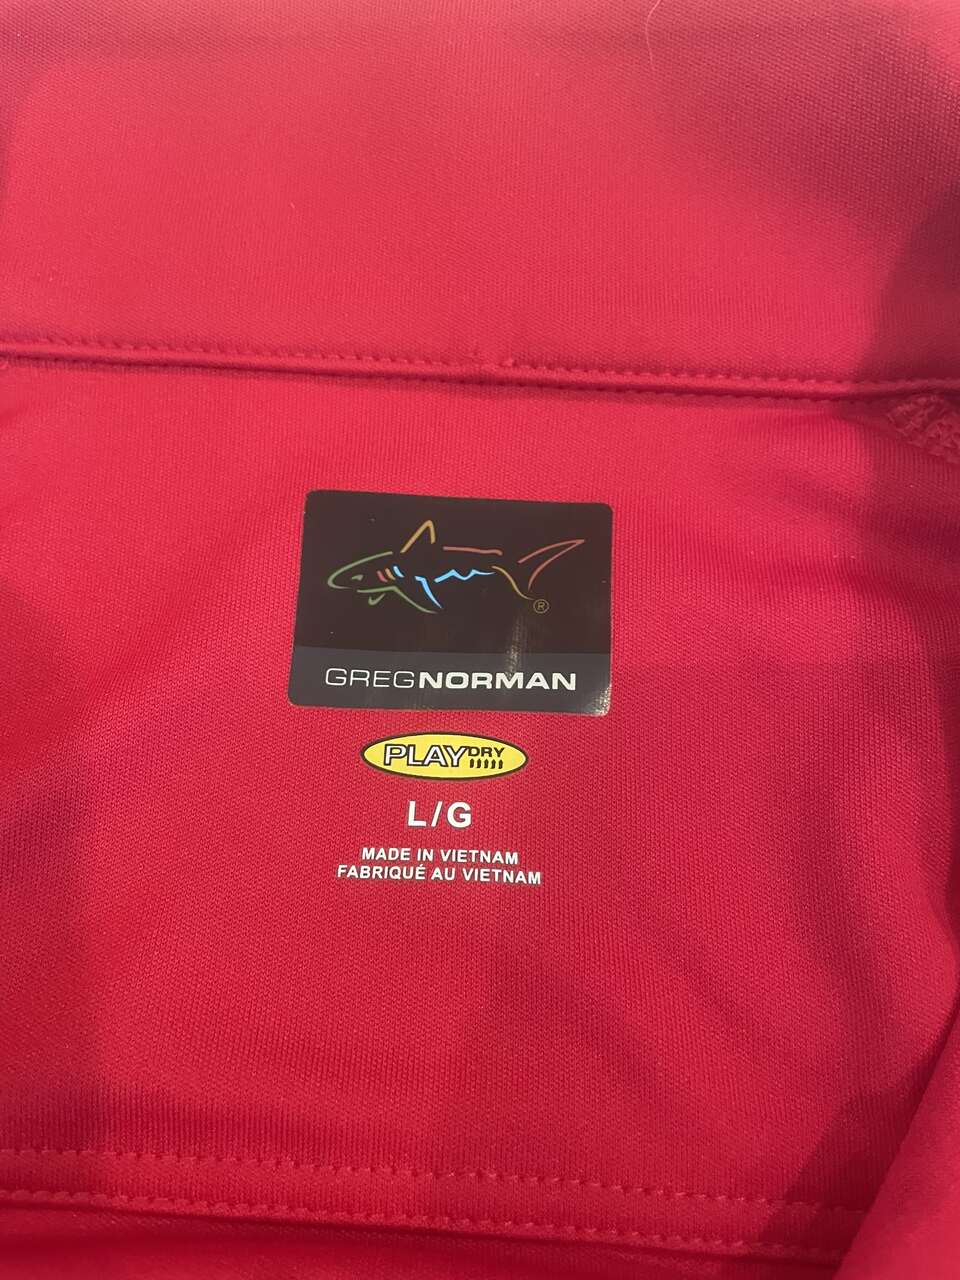 ®
GREGNORMAN
PLAYDRY
L/G
MADE IN VIETNAM
FABRIQUÉ AU VIETNAM